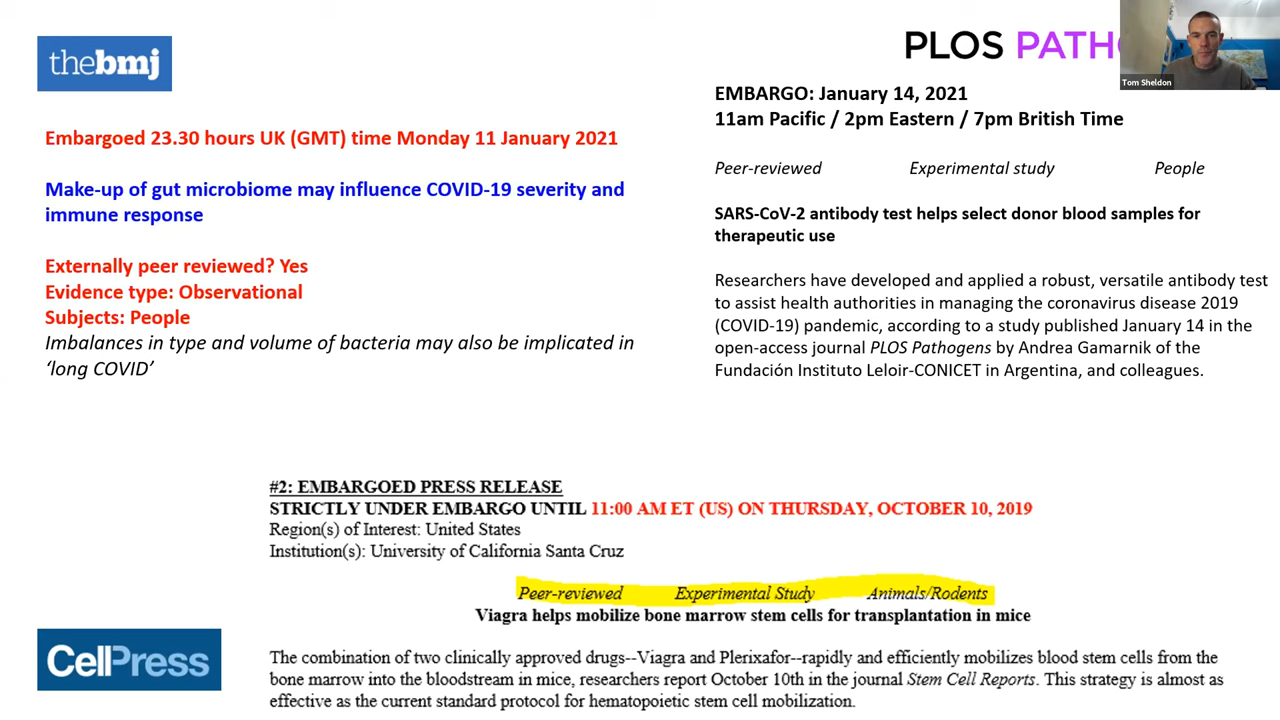 thebmj
Embargoed 23.30 hours UK (GMT) time Monday 11 January 2021
Make-up of gut microbiome may influence COVID-19 severity and
immune response
Externally peer reviewed? Yes
Evidence type: Observational
Subjects: People
Imbalances in type and volume of bacteria may also be implicated in
‘long COVID’
PLOS PATHO
Tom Sheldon
EMBARGO: January 14, 2021
11am Pacific / 2pm Eastern / 7pm British Time
Peer-reviewed Experimental study People
SARS-CoV-2 antibody test helps select donor blood samples for
therapeutic use
Researchers have developed and applied a robust, versatile antibody test
to assist health authorities in managing the coronavirus disease 2019
(COVID-19) pandemic, according to a study published January 14 in the
open-access journal PLOS Pathogens by Andrea Gamarnik of the
Fundación Instituto Leloir-CONICET in Argentina, and colleagues.
#2: EMBARGOED PRESS RELEASE
STRICTLY UNDER EMBARGO UNTIL 11:00 AM ET (US) ON THURSDAY, OCTOBER 10, 2019
Region(s) of Interest: United States
Institution(s): University of California Santa Cruz
Peer-reviewed Experimental Study Animals/Rodents
Viagra helps mobilize bone marrow stem cells for transplantation in mice
CellPress
The combination of two clinically approved drugs--Viagra and Plerixafor--rapidly and efficiently mobilizes blood stem cells from the
bone marrow into the bloodstream in mice, researchers report October 10th in the journal Stem Cell Reports. This strategy is almost as
effective as the current standard protocol for hematopoietic stem cell mobilization.